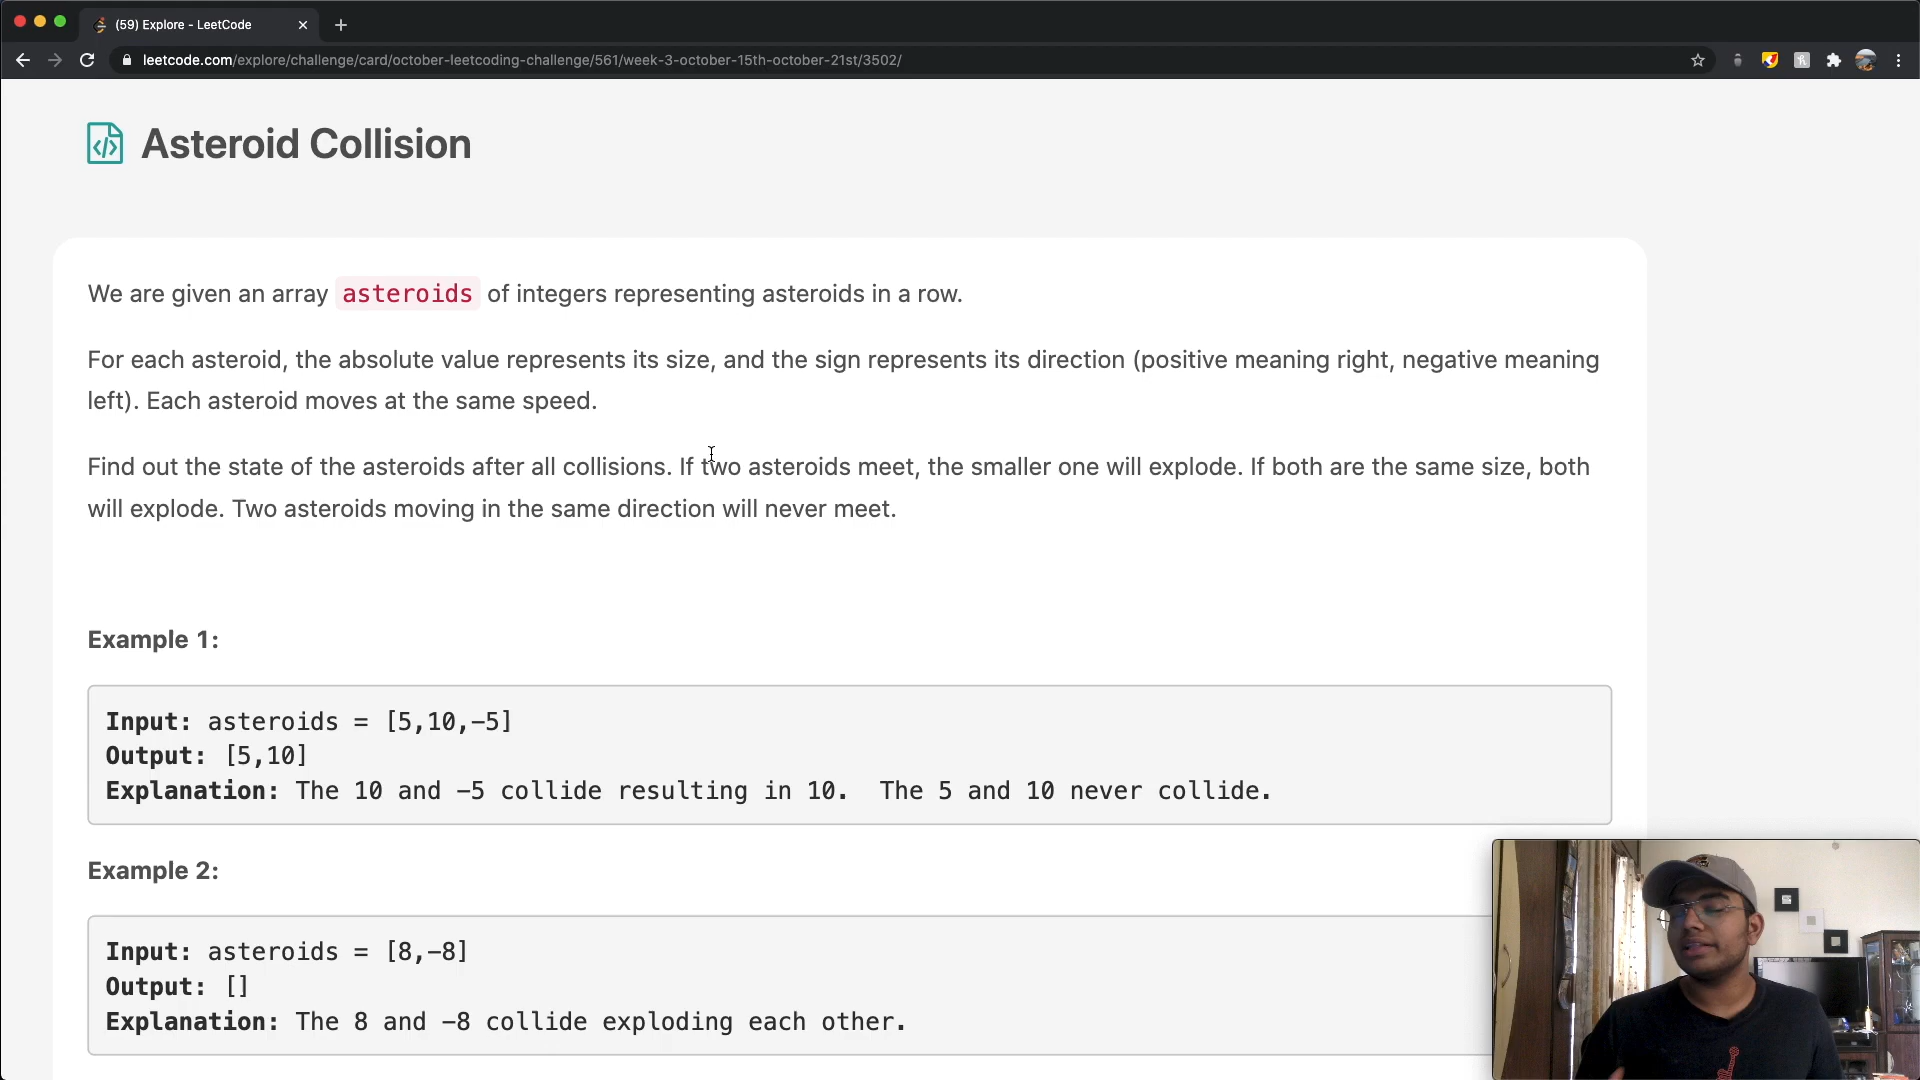 (59) Explore - LeetCode
leetcode.com/explore/challenge/card/october-leetcoding-challenge/561/week-3-october-15th-october-21st/3502/
Asteroid Collision
We are given an array asteroids of integers representing asteroids in a row.
For each asteroid, the absolute value represents its size, and the sign represents its direction (positive meaning right, negative meaning
left). Each asteroid moves at the same speed.
Find out the state of the asteroids after all collisions. If two asteroids meet, the smaller one will explode. If both are the same size, both
will explode. Two asteroids moving in the same direction will never meet.
Example 1:
Input: asteroids = [5,10,-5]
Output: [5,10]
Explanation: The 10 and -5 collide resulting in 10.  The 5 and 10 never collide.
Example 2:
Input: asteroids = [8,-8]
Output: []
Explanation: The 8 and -8 collide exploding each other.